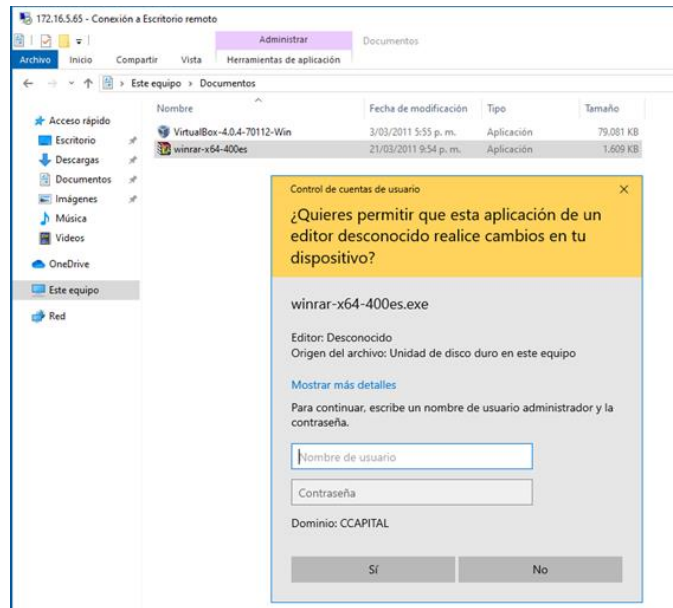 172.16.5.65 - Conexión a Escritorio remoto
Administrar
Documentos
Archivo Inicio Compartir Vista Herramientas de aplicación
Este equipo > Documentos
Nombre Fecha de modificación Tipo Tamaño
VirtualBox-4.0.4-70112-Win 3/03/2011 5:55 p. m. Aplicación 79.081 KB
winrar-x64-400es 21/03/2011 9:54 p. m. Aplicación 1.609 KB
Acceso rápido
Escritorio
Descargas
Documentos
Imágenes
Música
Videos
OneDrive
Este equipo
Red
Control de cuentas de usuario
¿Quieres permitir que esta aplicación de un
editor desconocido realice cambios en tu
dispositivo?
winrar-x64-400es.exe
Editor: Desconocido
Origen del archivo: Unidad de disco duro en este equipo
Mostrar más detalles
Para continuar, escribe un nombre de usuario administrador y la
contraseña.
Nombre de usuario
Contraseña
Dominio: CCAPITAL
Sí No